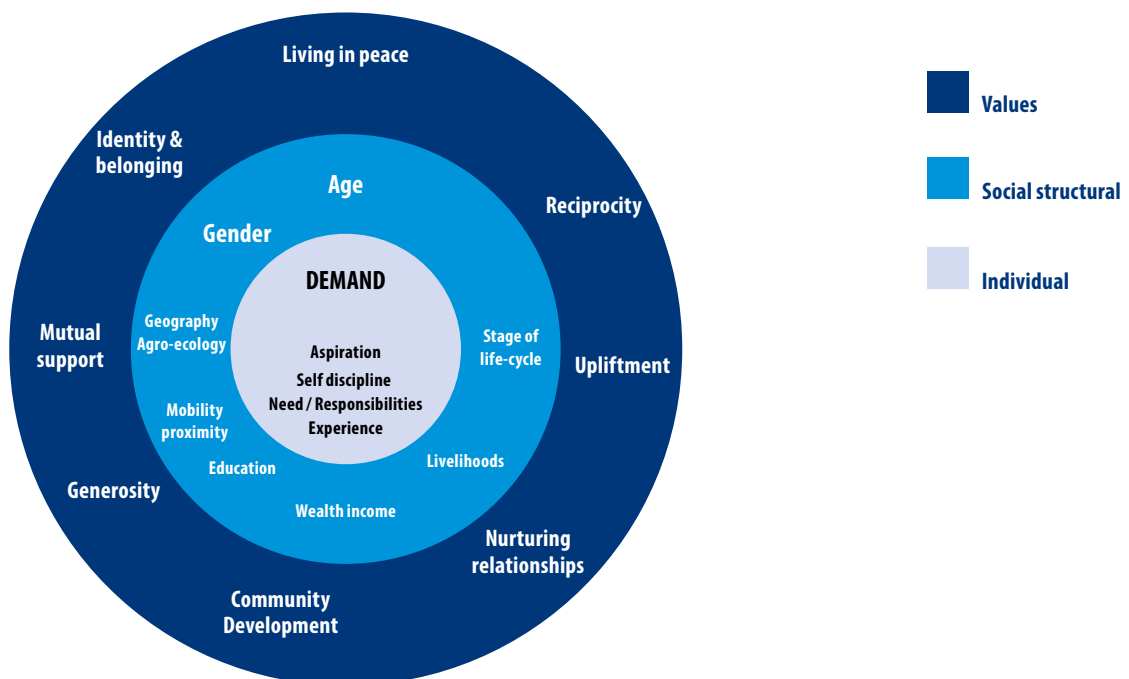 Living in peace
Identity &
belonging
Reciprocity
Mutual
support
Upliftment
Generosity
Nurturing
relationships
Community
Development
Age
Gender
Geography
Agro-ecology
Stage of
life-cycle
Mobility
proximity
Education
Livelihoods
Wealth income
DEMAND
Aspiration
Self discipline
Need / Responsibilities
Experience
Values
Social structural
Individual